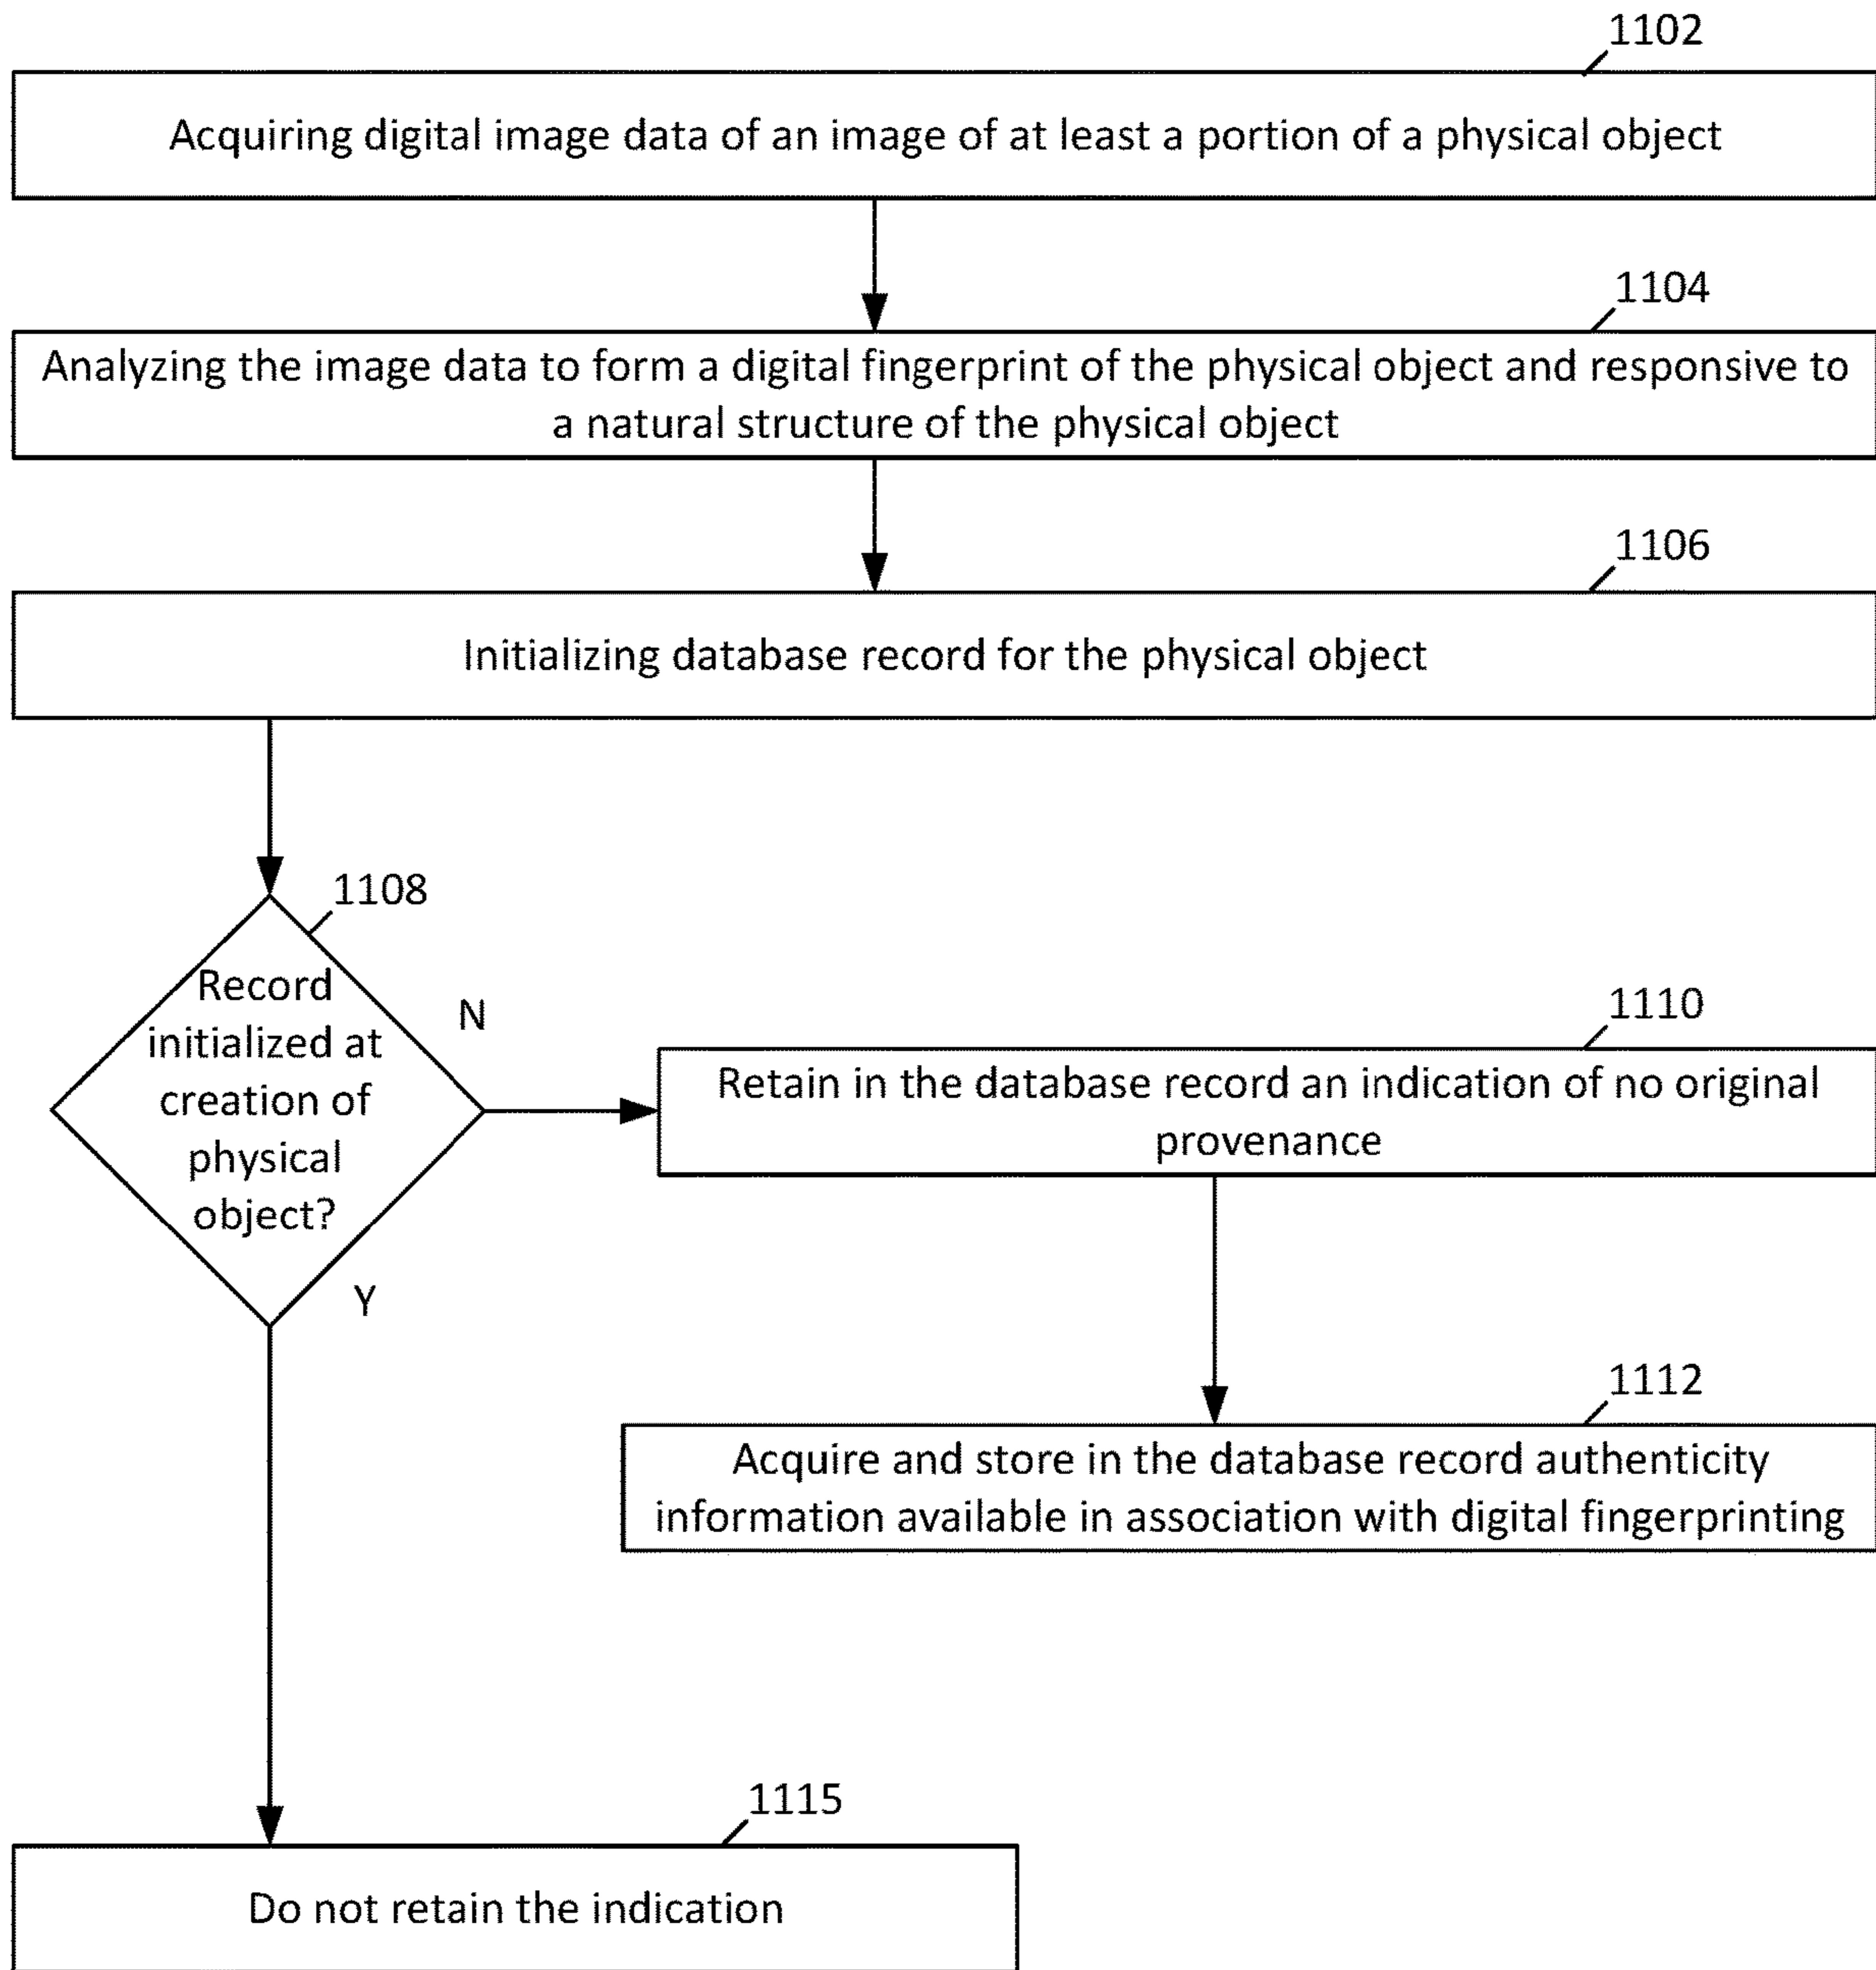 1102
Acquiring digital image data of an image of at least a portion of a physical object
1104
Analyzing the image data to form a digital fingerprint of the physical object and responsive to
a natural structure of the physical object
1106
Initializing database record for the physical object
1108
Record
initialized at
creation of
physical
object?
N
Y
1110
Retain in the database record an indication of no original
provenance
1112
Acquire and store in the database record authenticity
information available in association with digital fingerprinting
1115
Do not retain the indication